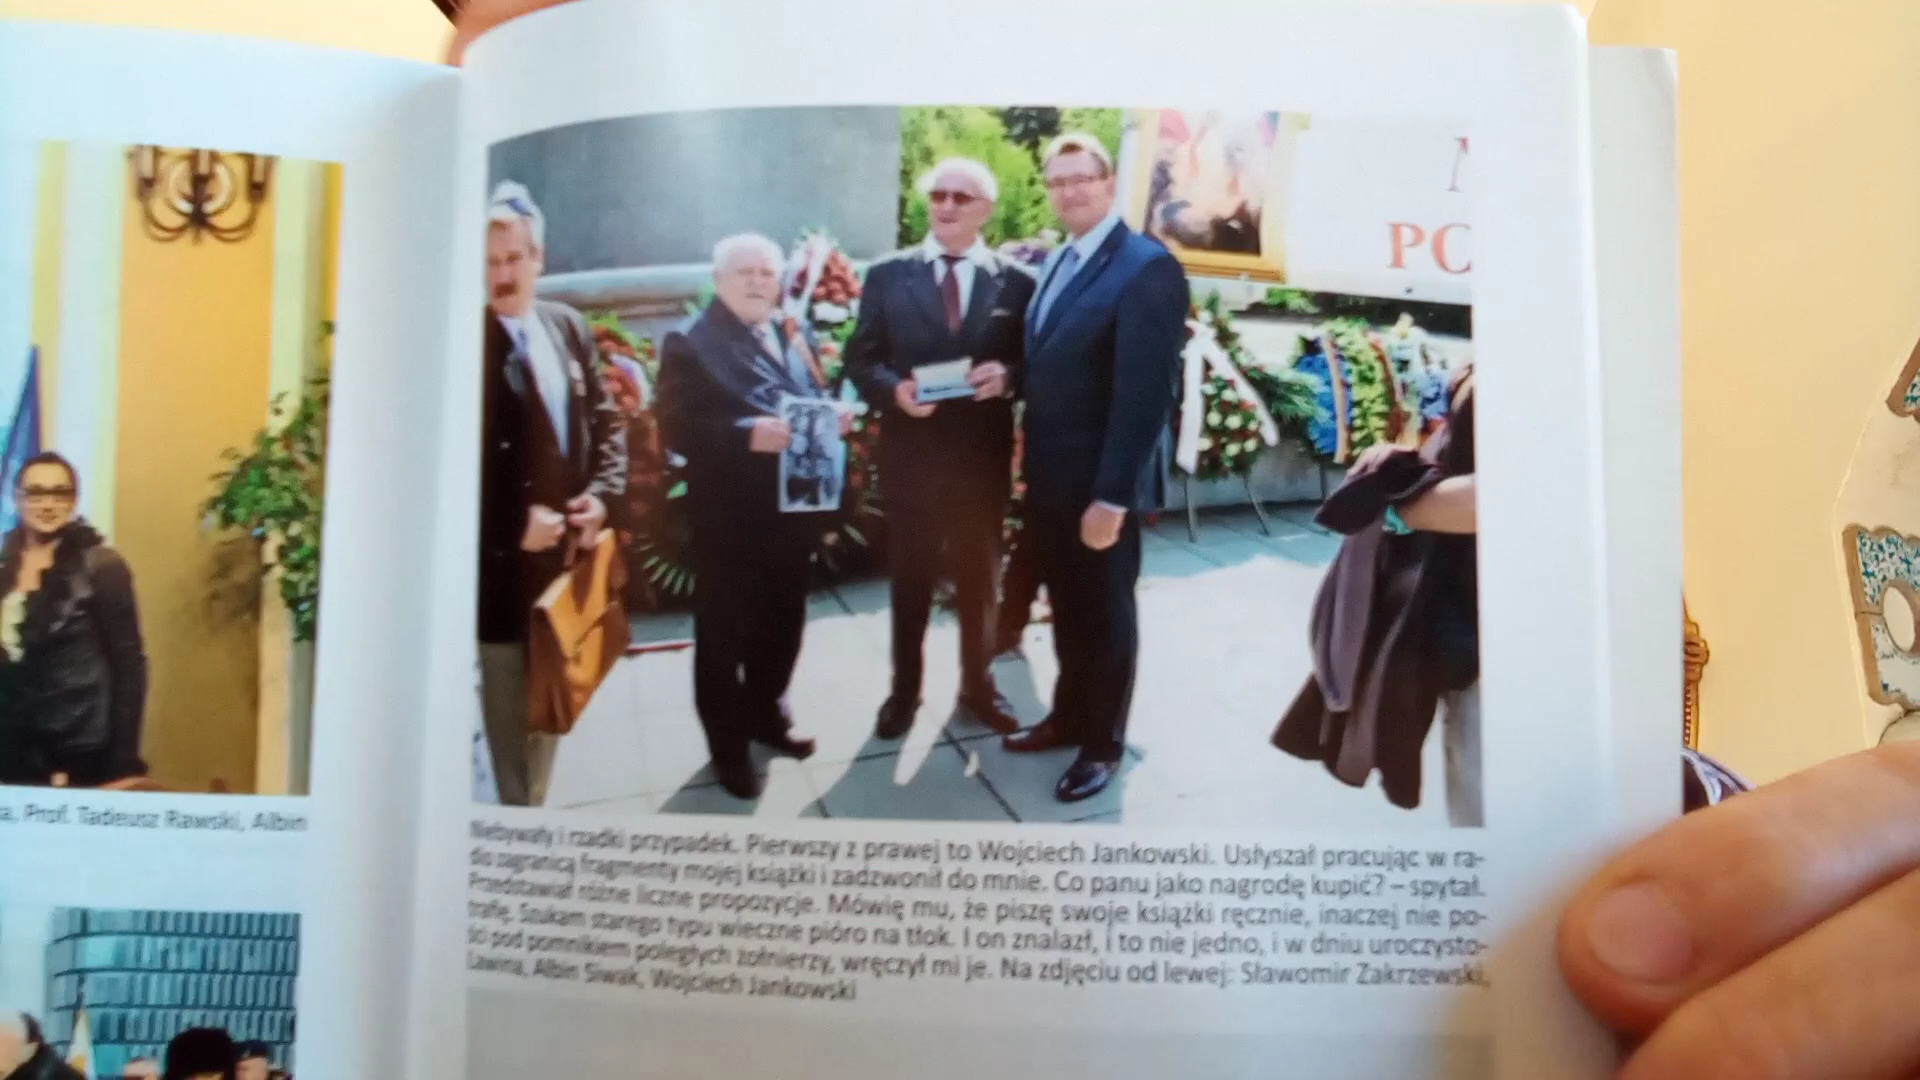 PO
a, Prof. Tadeusz Rawski, Albin
Niebywały i rzadki przypadek. Pierwszy z prawej to Wojciech Jankowski. Usłyszał pracując w ra-
dio zagranicą fragmenty mojej książki i zadzwonił do mnie. Co panu jako nagrodę kupić? – spytał.
Przedstawiał różne liczne propozycje. Mówię mu, że piszę swoje książki ręcznie, inaczej nie po-
trafię. Szukam starego typu wieczne pióro na tłok. I on znalazł, i to nie jedno, i w dniu uroczysto-
ści pod pomnikiem poległych żołnierzy, wręczył mi je. Na zdjęciu od lewej: Sławomir Zakrzewski,
Lawina, Albin Siwak, Wojciech Jankowski